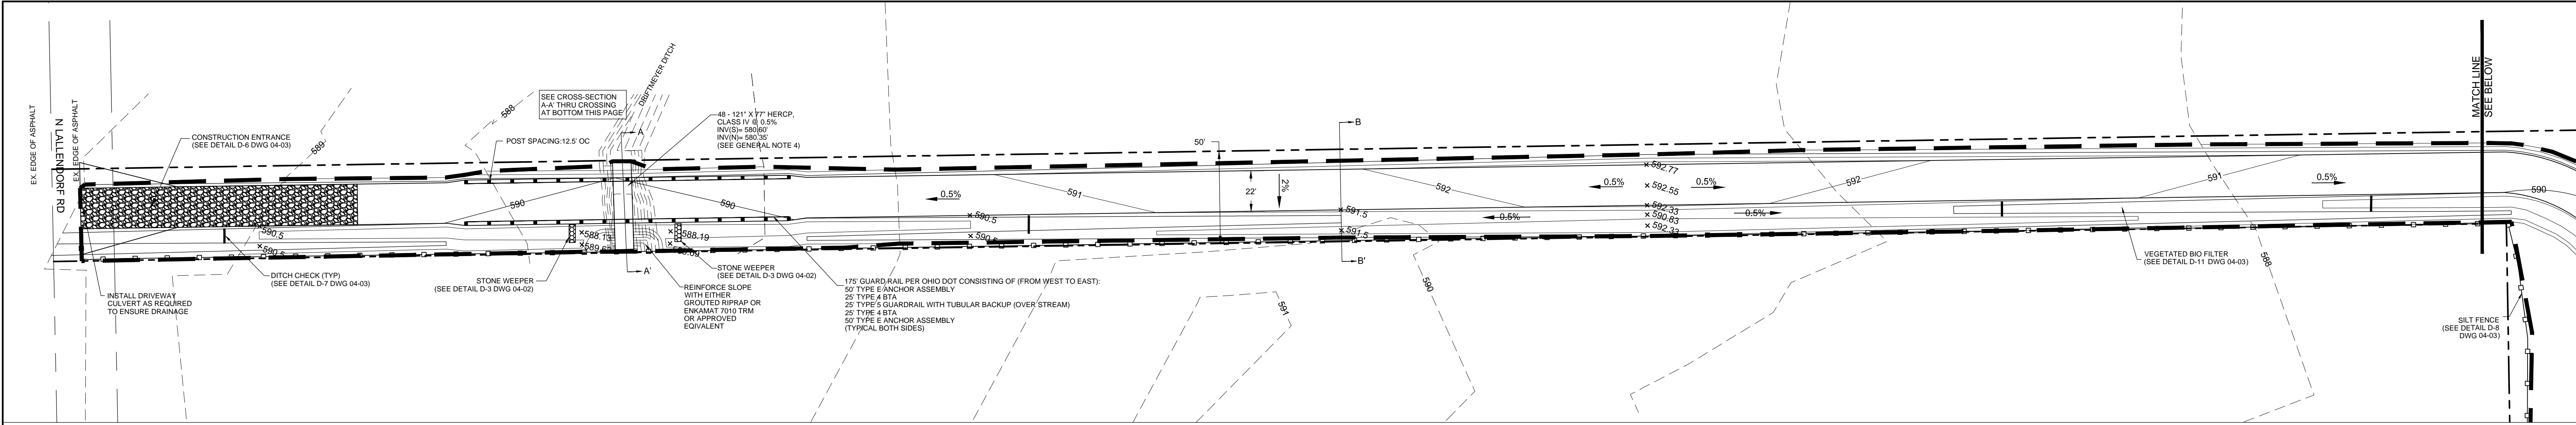 EX. EDGE OF ASPHALT
N LALLENDORF RD
EX. EDGE OF ASPHALT
CONSTRUCTION ENTRANCE
(SEE DETAIL D-6 DWG 04-03)
589
588
SEE CROSS-SECTION
A-A' THRU CROSSING
AT BOTTOM THIS PAGE
DRIFTMEYER DITCH
POST SPACING:12.5' OC
48 - 121" X 77" HERCP,
CLASS IV @ 0.5%
INV(S)= 580.60'
INV(N)= 580.35'
(SEE GENERAL NOTE 4)
A
A'
590
590
588.13
589.63
588.19
590.5
590.5
DITCH CHECK (TYP)
(SEE DETAIL D-7 DWG 04-03)
INSTALL DRIVEWAY
CULVERT AS REQUIRED
TO ENSURE DRAINAGE
STONE WEEPER
(SEE DETAIL D-3 DWG 04-02)
STONE WEEPER
(SEE DETAIL D-3 DWG 04-02)
REINFORCE SLOPE
WITH EITHER
GROUTED RIPRAP OR
ENKAMAT 7010 TRM
OR APPROVED
EQIVALENT
175' GUARD RAIL PER OHIO DOT CONSISTING OF (FROM WEST TO EAST):
50' TYPE E ANCHOR ASSEMBLY
25' TYPE 4 BTA
25' TYPE 5 GUARDRAIL WITH TUBULAR BACKUP (OVER STREAM)
25' TYPE 4 BTA
50' TYPE E ANCHOR ASSEMBLY
(TYPICAL BOTH SIDES)
0.5%
590.5
590.5
591
50'
22'
2%
B
B'
591.5
591.5
592
0.5%
591
590
0.5%
0.5%
592.77
592.55
592.33
590.83
592.33
0.5%
592
591
0.5%
590
588
VEGETATED BIO FILTER
(SEE DETAIL D-11 DWG 04-03)
MATCH LINE
SEE BELOW
SILT FENCE
(SEE DETAIL D-8
DWG 04-03)